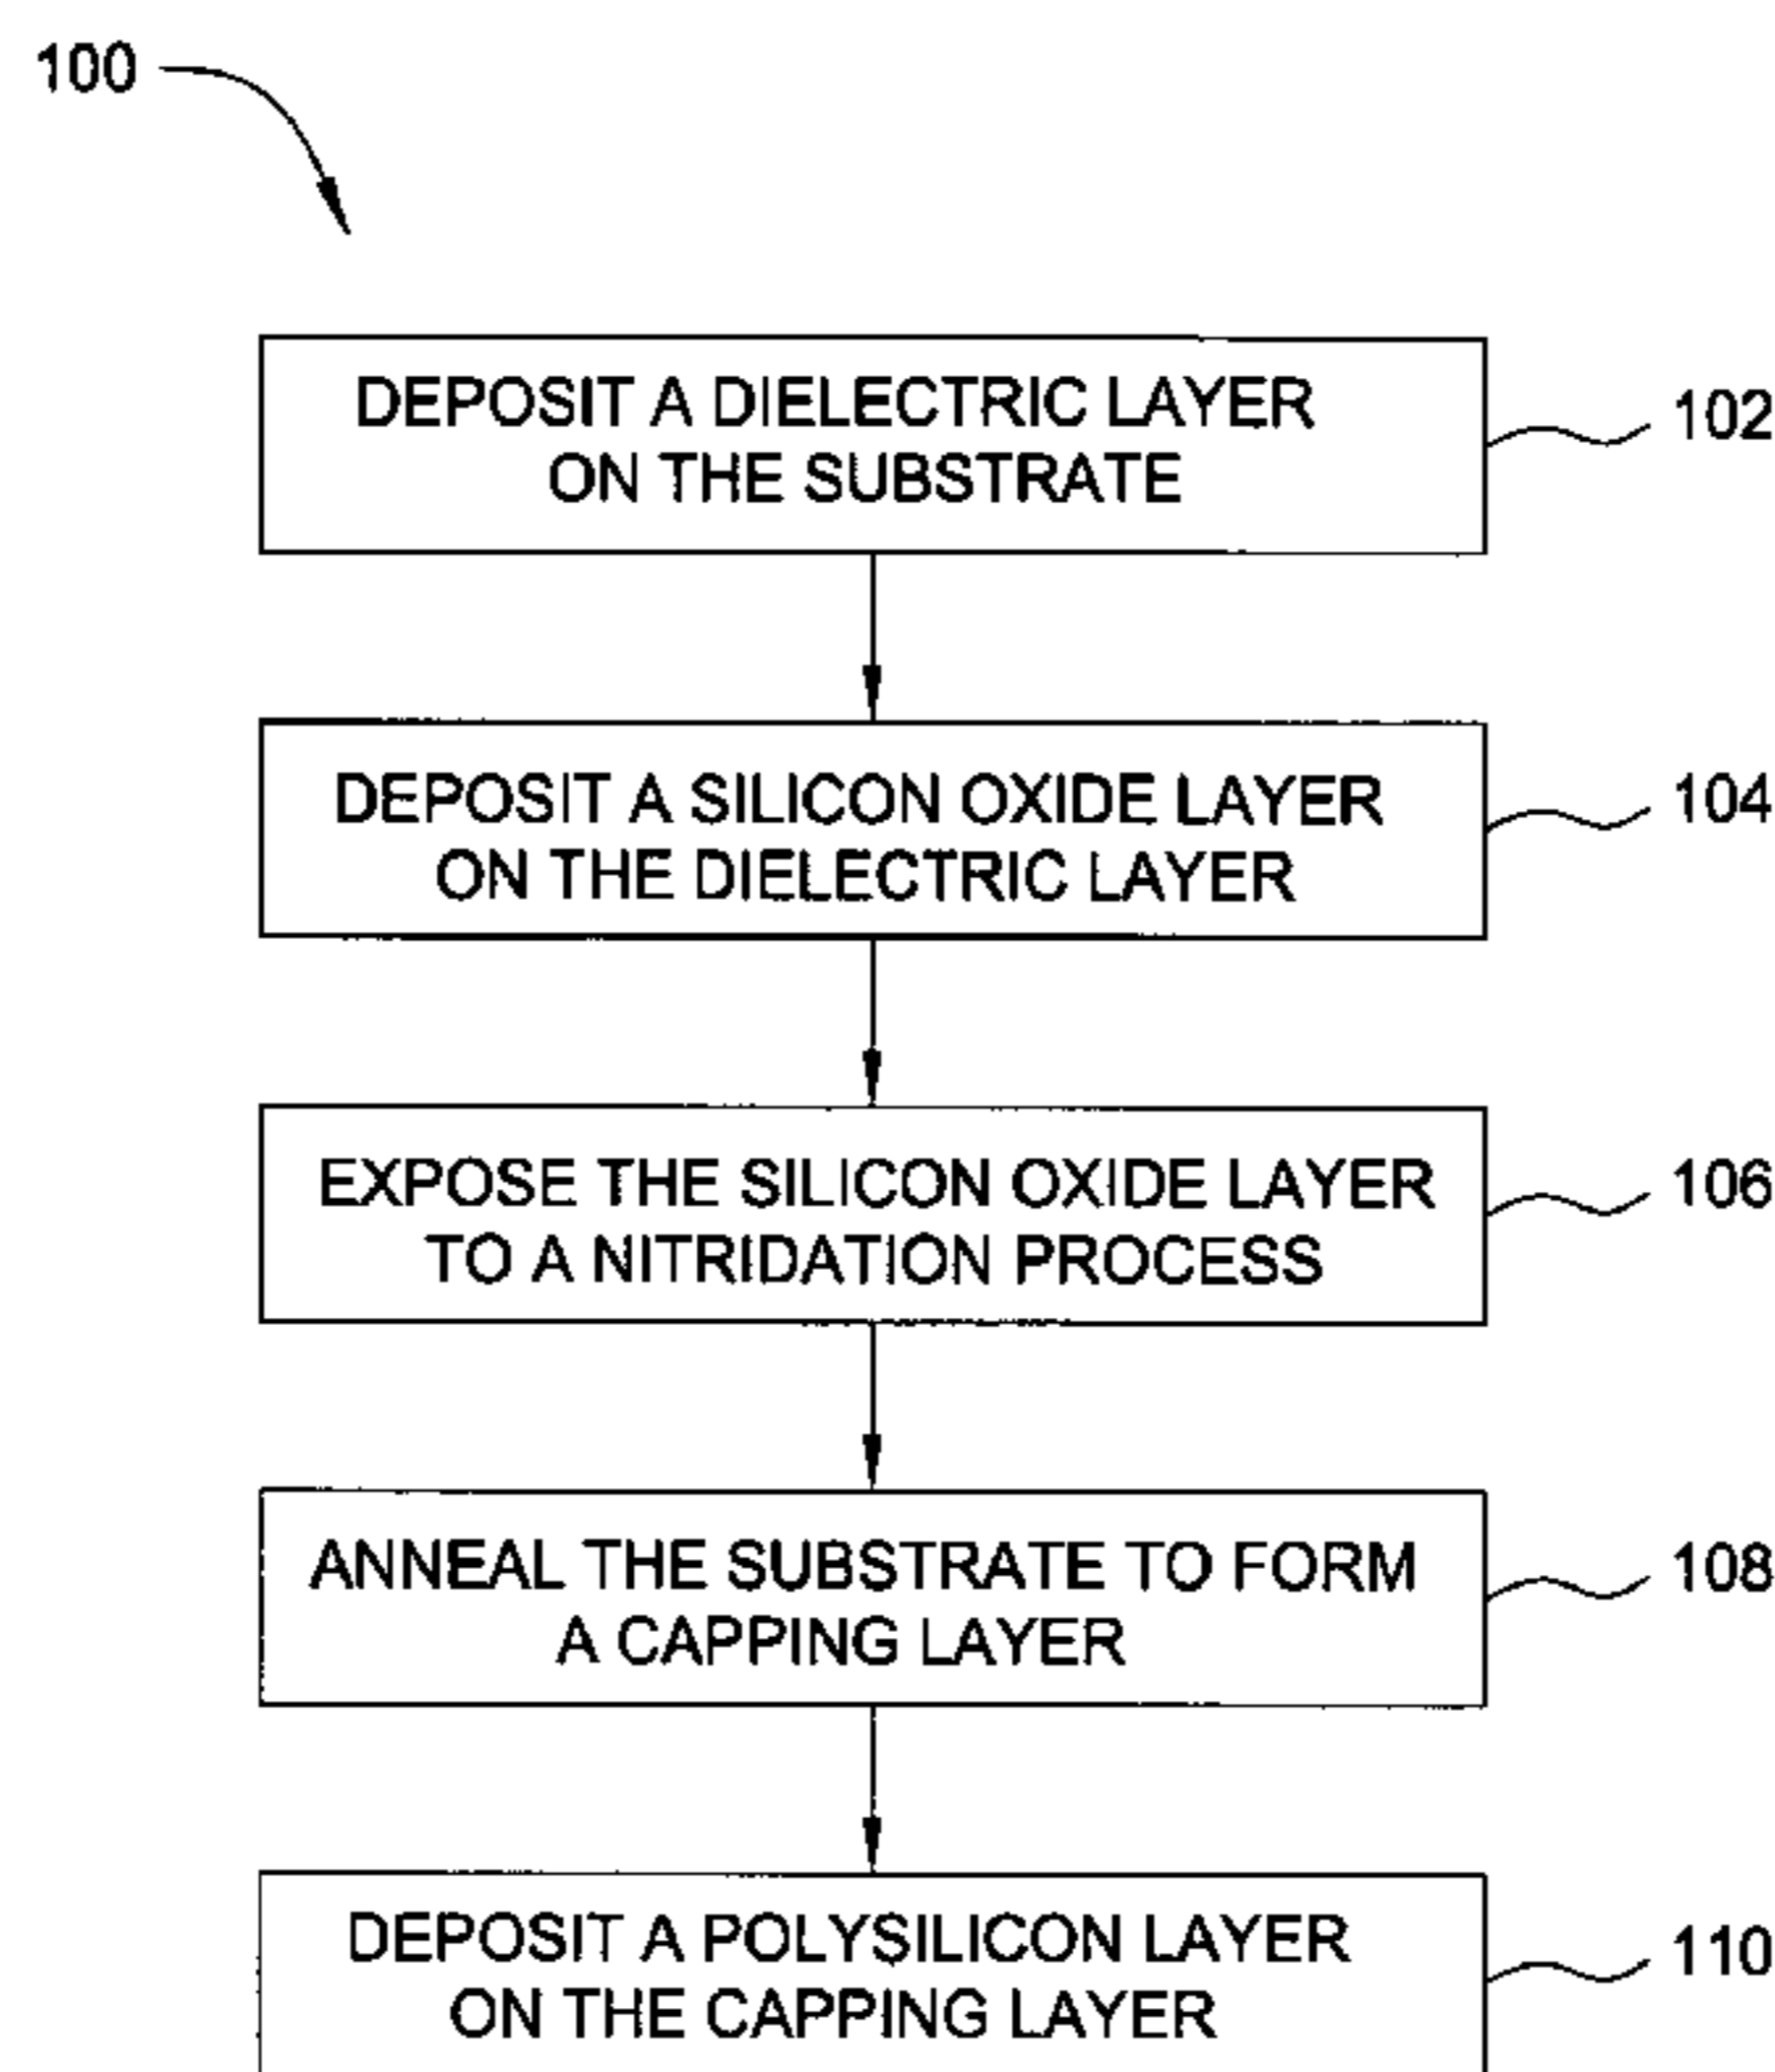 100
DEPOSIT A DIELECTRIC LAYER
ON THE SUBSTRATE
102
DEPOSIT A SILICON OXIDE LAYER
ON THE DIELECTRIC LAYER
104
EXPOSE THE SILICON OXIDE LAYER
TO A NITRIDATION PROCESS
106
ANNEAL THE SUBSTRATE TO FORM
A CAPPING LAYER
108
DEPOSIT A POLYSILICON LAYER
ON THE CAPPING LAYER
110